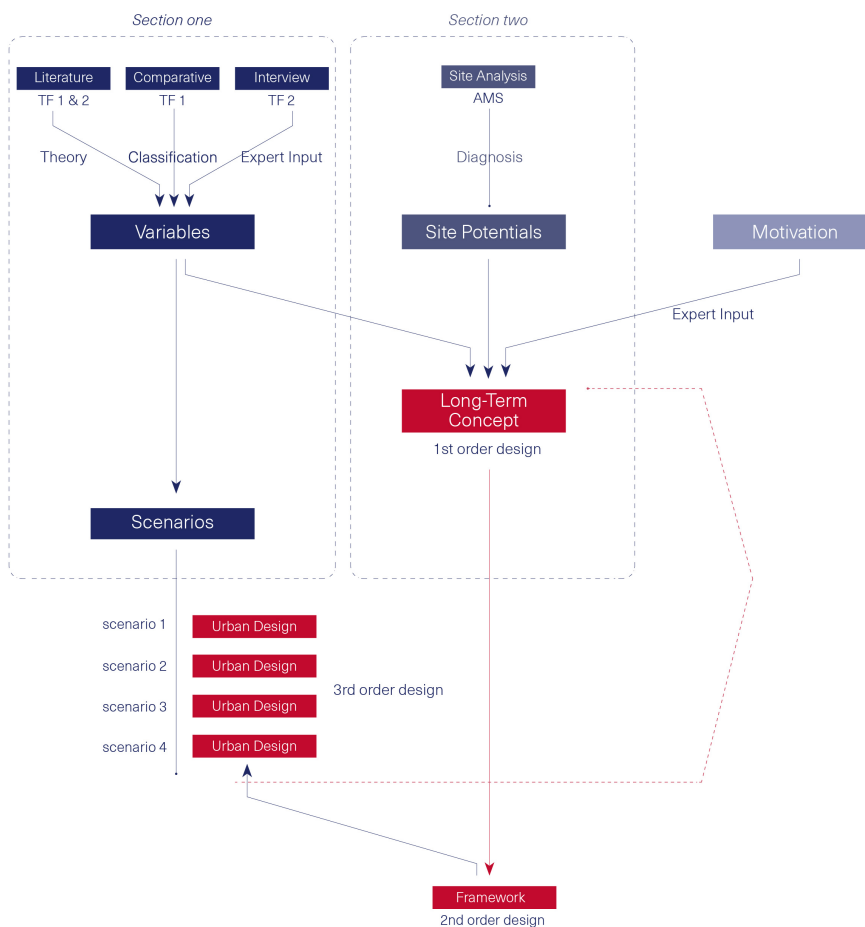 Section one
Section two
Literature
Comparative
Interview
Site Analysis
TF 1 & 2
TF 1
TF 2
AMS
Theory
Classification
Expert Input
Diagnosis
Variables
Site Potentials
Motivation
Expert Input
Long-Term
Concept
1st order design
Scenarios
scenario 1
Urban Design
scenario 2
Urban Design
3rd order design
scenario 3
Urban Design
scenario 4
Urban Design
Framework
2nd order design